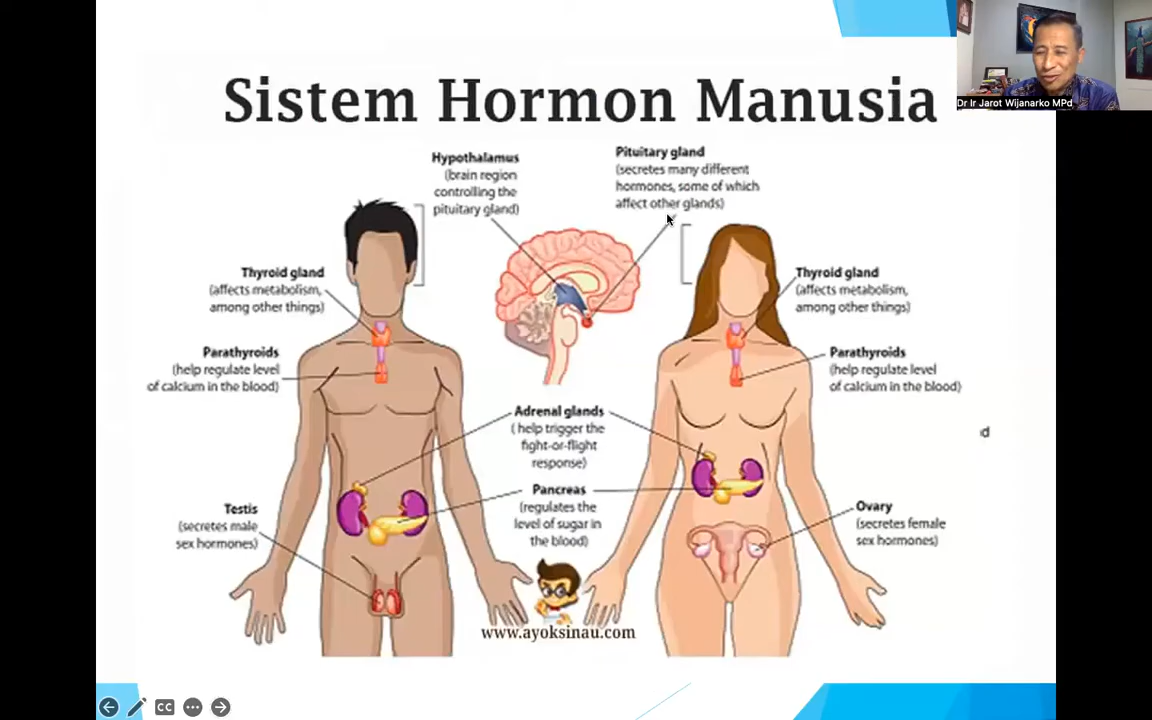 Dr Ir Jarot Wijanarko MPd
Sistem Hormon Manusia
Hypothalamus
(brain region
controlling the
pituitary gland)
Pituitary gland
(secretes many different
hormones, some of which
affect other glands)
Thyroid gland
(affects metabolism,
among other things)
Thyroid gland
(affects metabolism,
among other things)
Parathyroids
(help regulate level
of calcium in the blood)
Parathyroids
(help regulate level
of calcium in the blood)
Adrenal glands
( help trigger the
fight-or-flight
response)
d
Pancreas
(regulates the
level of sugar in
the blood)
Testis
(secretes male
sex hormones)
Ovary
(secretes female
sex hormones)
www.ayoksinau.com
CC